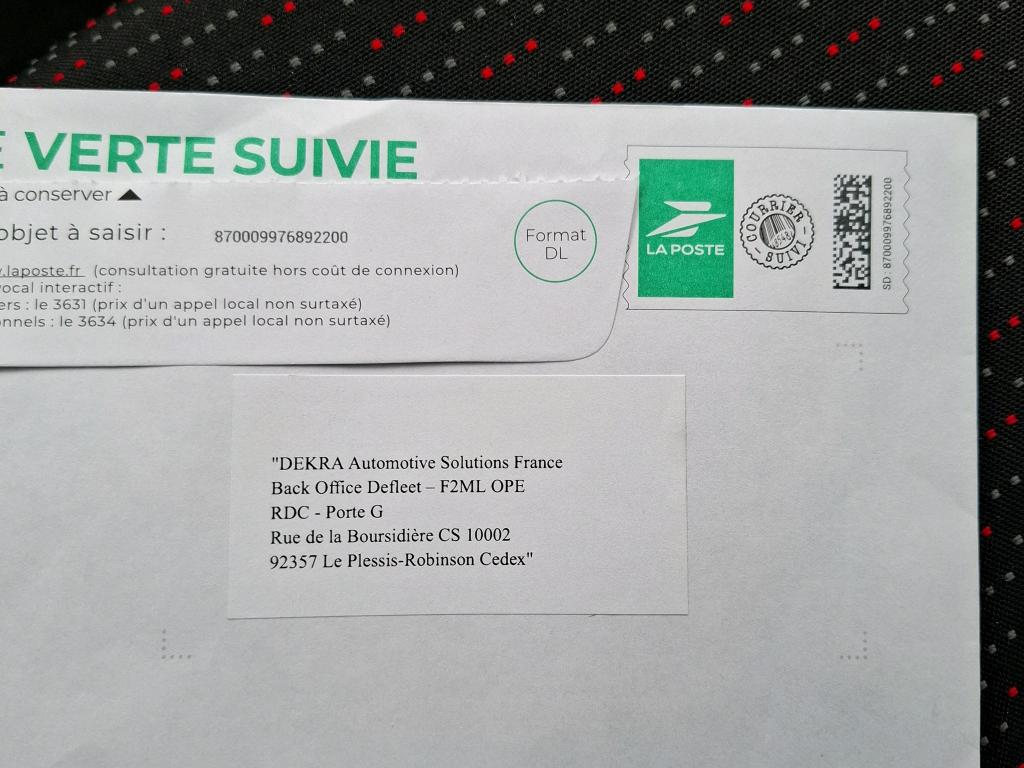 VERTE SUIVIE
à conserver ▲
objet à saisir : 870009976892200
.laposte.fr (consultation gratuite hors coût de connexion)
vocal interactif :
ers : le 3631 (prix d'un appel local non surtaxé)
nnels : le 3634 (prix d'un appel local non surtaxé)
Format
DL
LA POSTE
COURRIER
SUIVI
SD : 870009976892200
"DEKRA Automotive Solutions France
Back Office Defleet – F2ML OPE
RDC - Porte G
Rue de la Boursidière CS 10002
92357 Le Plessis-Robinson Cedex"